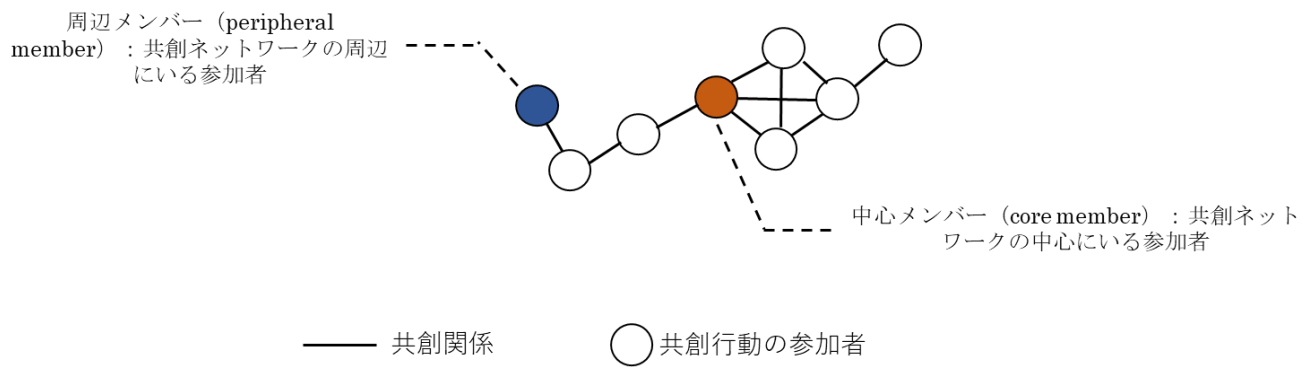 周辺メンバー（peripheral
member）：共創ネットワークの周辺
にいる参加者
中心メンバー（core member）：共創ネット
ワークの中心にいる参加者
共創関係
共創行動の参加者